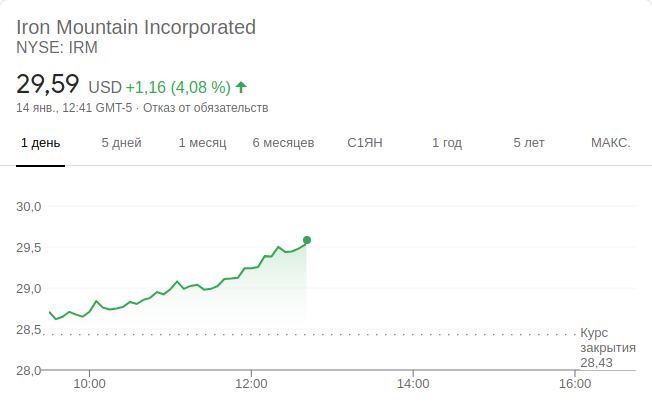 Iron Mountain Incorporated
NYSE: IRM
29,59 USD +1,16 (4,08 %)
14 янв., 12:41 GMT-5 · Отказ от обязательств
1 день 5 дней 1 месяц 6 месяцев С1ЯН 1 год 5 лет МАКС.
30,0
29,5
29,0
28,5
28,0
Курс
закрытия
28,43
10:00 12:00 14:00 16:00